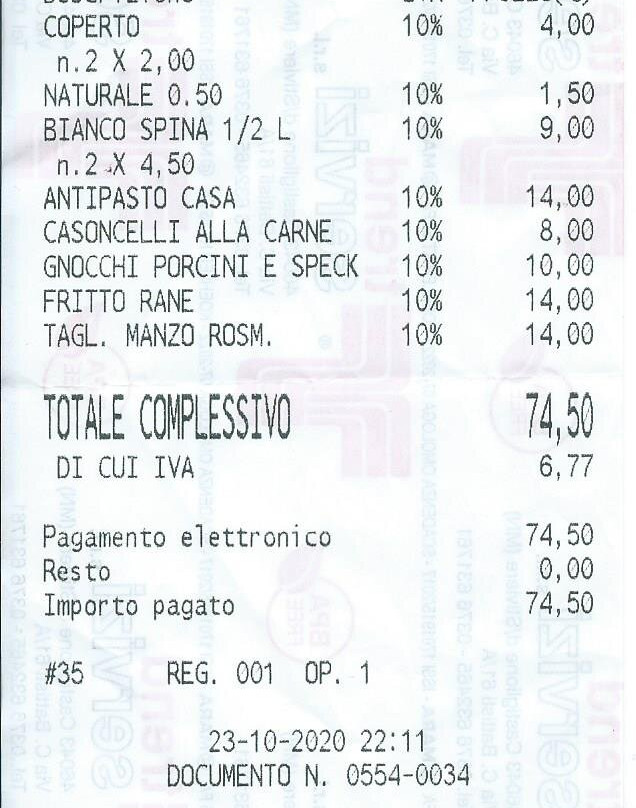 COPERTO 10% 4,00
n.2 X 2,00
NATURALE 0.50 10% 1,50
BIANCO SPINA 1/2 L 10% 9,00
n.2 X 4,50
ANTIPASTO CASA 10% 14,00
CASONCELLI ALLA CARNE 10% 8,00
GNOCCHI PORCINI E SPECK 10% 10,00
FRITTO RANE 10% 14,00
TAGL. MANZO ROSM. 10% 14,00
TOTALE COMPLESSIVO 74,50
DI CUI IVA 6,77
Pagamento elettronico 74,50
Resto 0,00
Importo pagato 74,50
#35 REG. 001 OP. 1
23-10-2020 22:11
DOCUMENTO N. 0554-0034